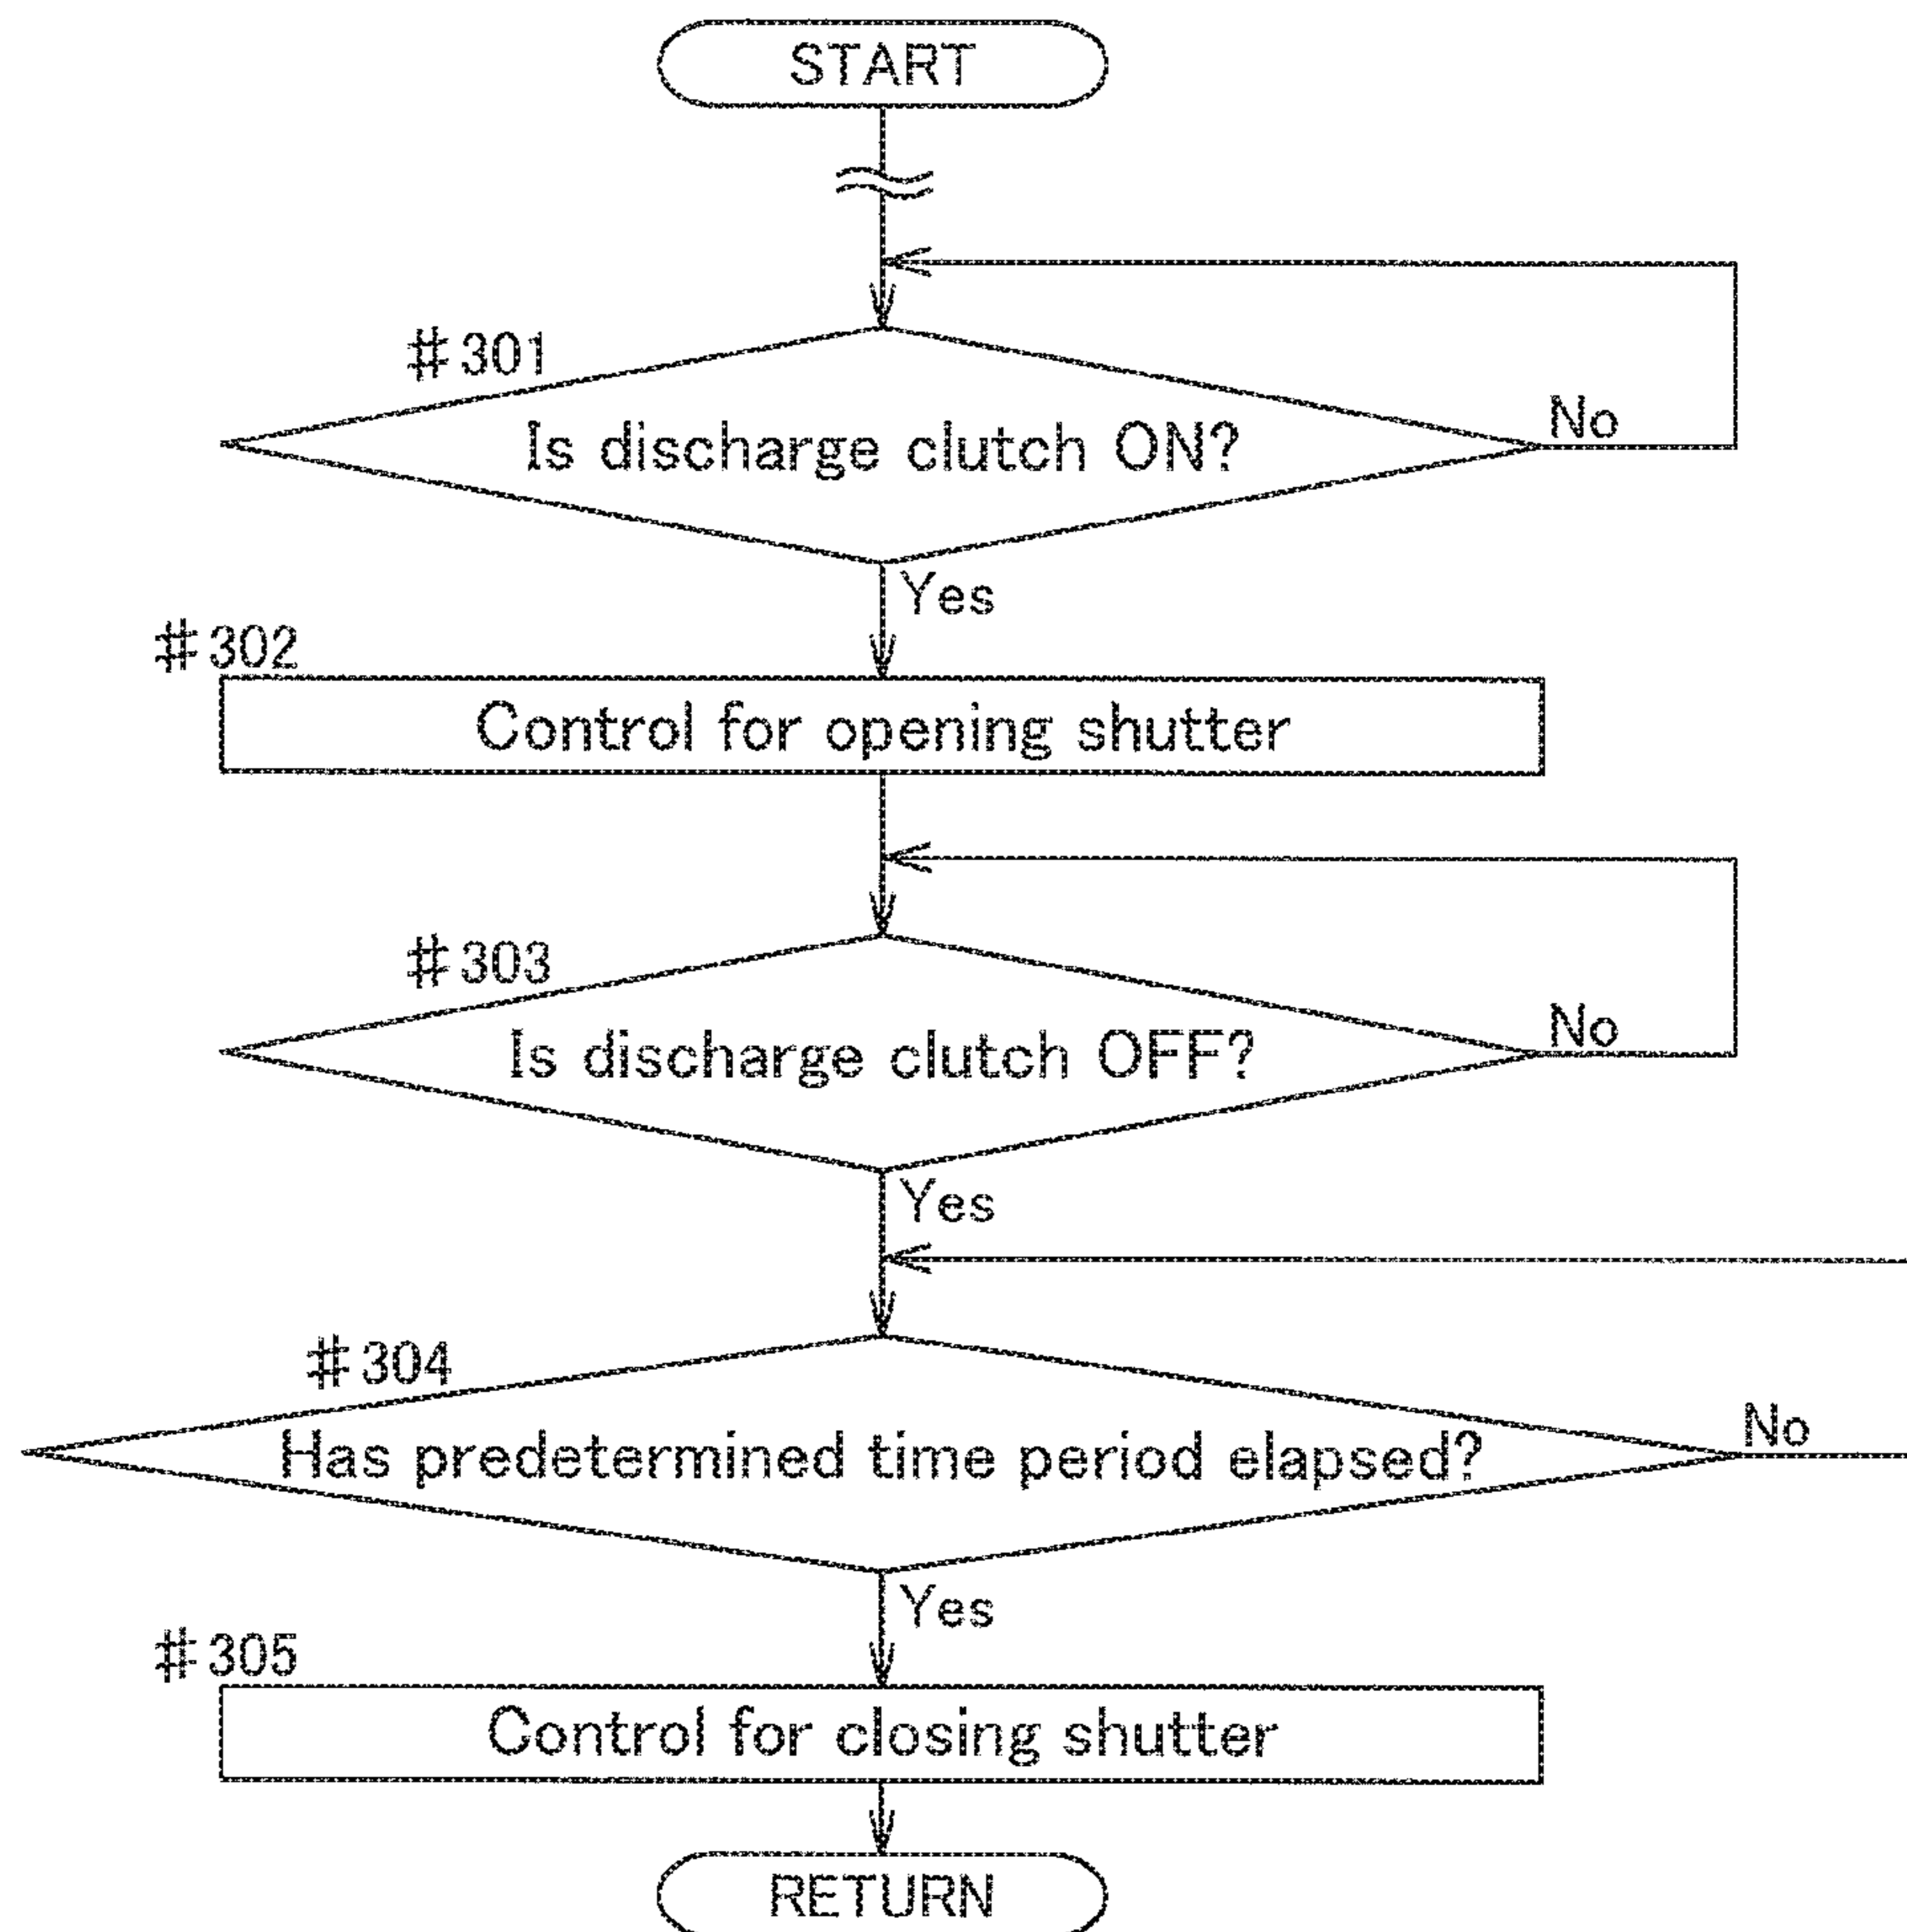 START
#301
Is discharge clutch ON?
No
Yes
#302
Control for opening shutter
#303
Is discharge clutch OFF?
No
Yes
#304
Has predetermined time period elapsed?
No
Yes
#305
Control for closing shutter
RETURN